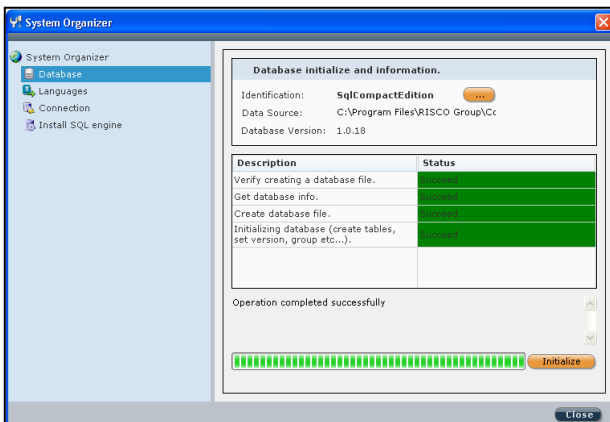 System Organizer
System Organizer
Database
Languages
Connection
Install SQL engine
Database initialize and information.
Identification: SqlCompactEdition ...
Data Source: C:\Program Files\RISCO Group\Cc
Database Version: 1.0.18
Description Status
Verify creating a database file. Succeed
Get database info. Succeed
Create database file. Succeed
Initializing database (create tables, Succeed
set version, group etc...).
Operation completed successfully
Initialize
Close